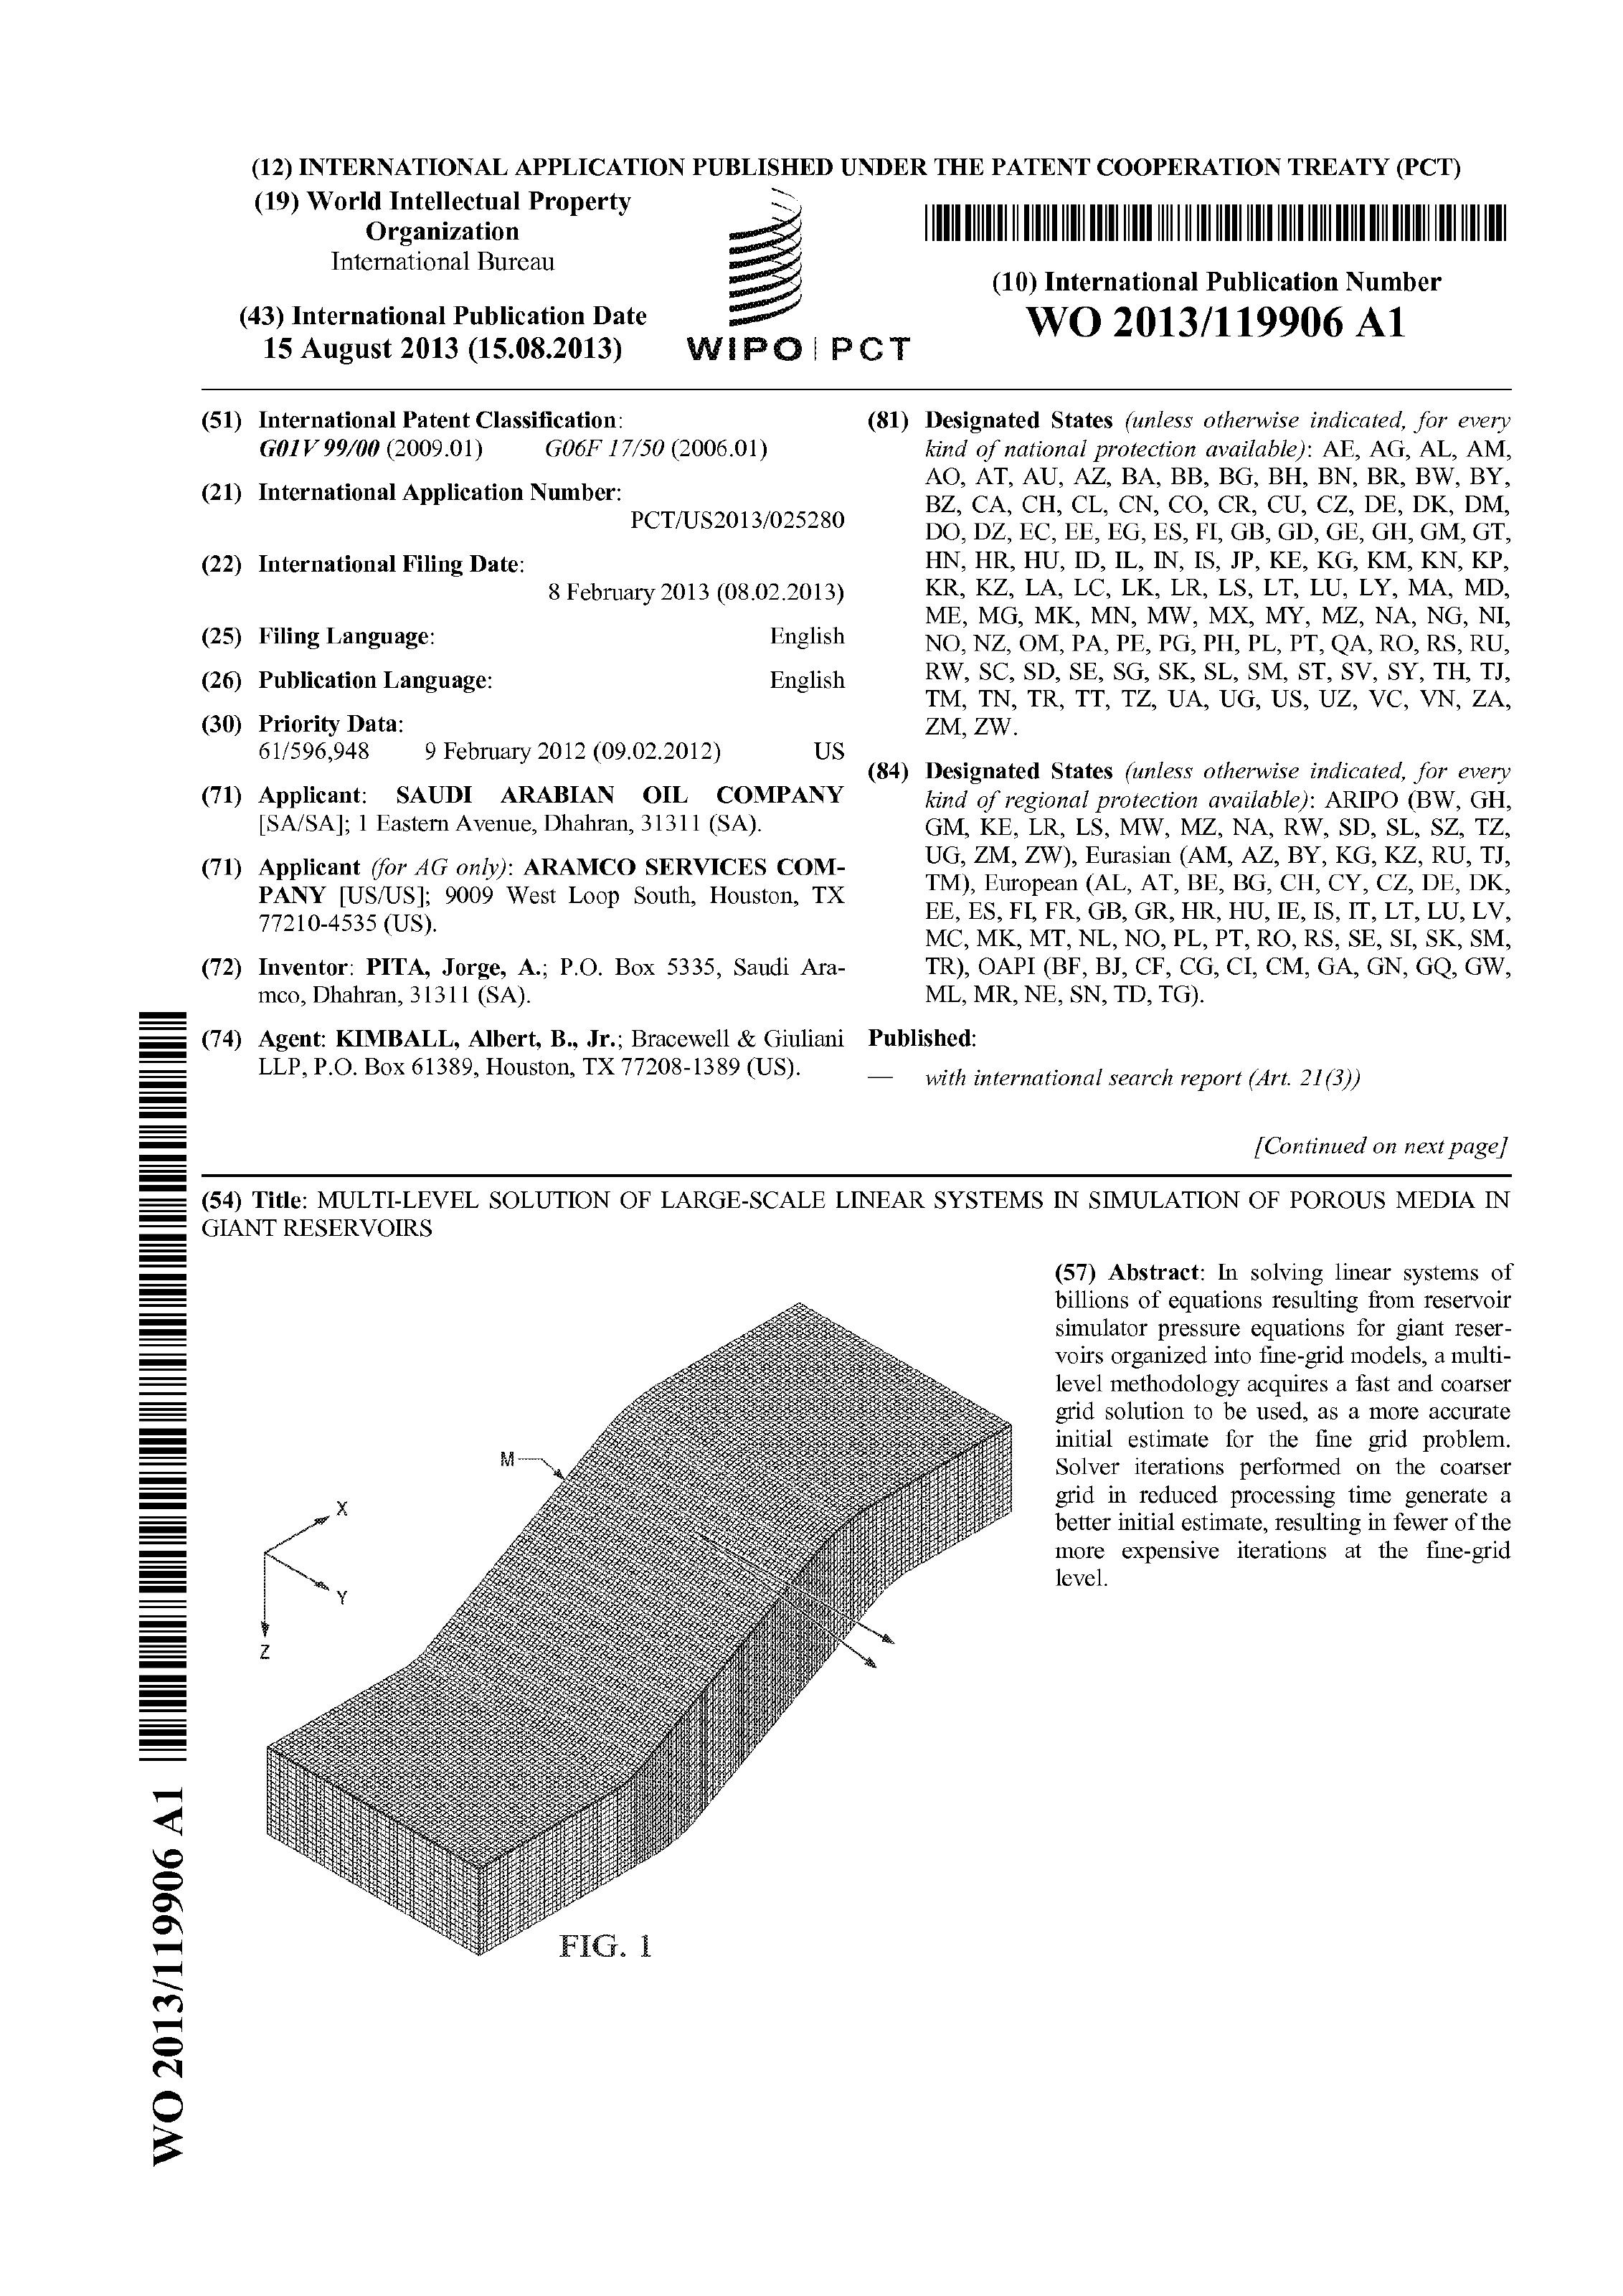 (12) INTERNATIONAL APPLICATION PUBLISHED UNDER THE PATENT COOPERATION TREATY (PCT)
(19) World Intellectual Property
Organization
International Bureau
(43) International Publication Date
15 August 2013 (15.08.2013)
WIPO | PCT
(10) International Publication Number
WO 2013/119906 A1
(51) International Patent Classification:
G01V 99/00 (2009.01) G06F 17/50 (2006.01)
(21) International Application Number:
PCT/US2013/025280
(22) International Filing Date:
8 February 2013 (08.02.2013)
(25) Filing Language: English
(26) Publication Language: English
(30) Priority Data:
61/596,948 9 February 2012 (09.02.2012) US
(71) Applicant: SAUDI ARABIAN OIL COMPANY
[SA/SA]; 1 Eastern Avenue, Dhahran, 31311 (SA).
(71) Applicant (for AG only): ARAMCO SERVICES COM-
PANY [US/US]; 9009 West Loop South, Houston, TX
77210-4535 (US).
(72) Inventor: PITA, Jorge, A.; P.O. Box 5335, Saudi Ara-
mco, Dhahran, 31311 (SA).
(74) Agent: KIMBALL, Albert, B., Jr.; Bracewell & Giuliani
LLP, P.O. Box 61389, Houston, TX 77208-1389 (US).
(81) Designated States (unless otherwise indicated, for every
kind of national protection available): AE, AG, AL, AM,
AO, AT, AU, AZ, BA, BB, BG, BH, BN, BR, BW, BY,
BZ, CA, CH, CL, CN, CO, CR, CU, CZ, DE, DK, DM,
DO, DZ, EC, EE, EG, ES, FI, GB, GD, GE, GH, GM, GT,
HN, HR, HU, ID, IL, IN, IS, JP, KE, KG, KM, KN, KP,
KR, KZ, LA, LC, LK, LR, LS, LT, LU, LY, MA, MD,
ME, MG, MK, MN, MW, MX, MY, MZ, NA, NG, NI,
NO, NZ, OM, PA, PE, PG, PH, PL, PT, QA, RO, RS, RU,
RW, SC, SD, SE, SG, SK, SL, SM, ST, SV, SY, TH, TJ,
TM, TN, TR, TT, TZ, UA, UG, US, UZ, VC, VN, ZA,
ZM, ZW.
(84) Designated States (unless otherwise indicated, for every
kind of regional protection available): ARIPO (BW, GH,
GM, KE, LR, LS, MW, MZ, NA, RW, SD, SL, SZ, TZ,
UG, ZM, ZW), Eurasian (AM, AZ, BY, KG, KZ, RU, TJ,
TM), European (AL, AT, BE, BG, CH, CY, CZ, DE, DK,
EE, ES, FI, FR, GB, GR, HR, HU, IE, IS, IT, LT, LU, LV,
MC, MK, MT, NL, NO, PL, PT, RO, RS, SE, SI, SK, SM,
TR), OAPI (BF, BJ, CF, CG, CI, CM, GA, GN, GQ, GW,
ML, MR, NE, SN, TD, TG).
Published:
— with international search report (Art. 21(3))
[Continued on next page]
(54) Title: MULTI-LEVEL SOLUTION OF LARGE-SCALE LINEAR SYSTEMS IN SIMULATION OF POROUS MEDIA IN
GIANT RESERVOIRS
(57) Abstract: In solving linear systems of
billions of equations resulting from reservoir
simulator pressure equations for giant reser-
voirs organized into fine-grid models, a multi-
level methodology acquires a fast and coarser
grid solution to be used, as a more accurate
initial estimate for the fine grid problem.
Solver iterations performed on the coarser
grid in reduced processing time generate a
better initial estimate, resulting in fewer of the
more expensive iterations at the fine-grid
level.
M
X
Y
Z
FIG. 1
WO 2013/119906 A1